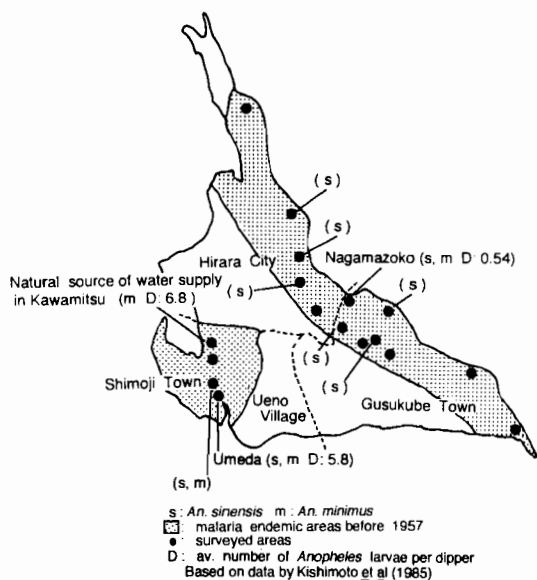 (s)
(s)
Hirara City
Nagamazoko (s, m D: 0.54)
Natural source of water supply
in Kawamitsu (m D: 6.8)
(s)
(s)
(s)
(s)
Shimoji Town
Ueno
Village
Gusukube Town
Umeda (s, m D: 5.8)
(s, m)
s : An. sinensis m : An. minimus
: malaria endemic areas before 1957
: surveyed areas
D : av. number of Anopheles larvae per dipper
Based on data by Kishimoto et al (1985)